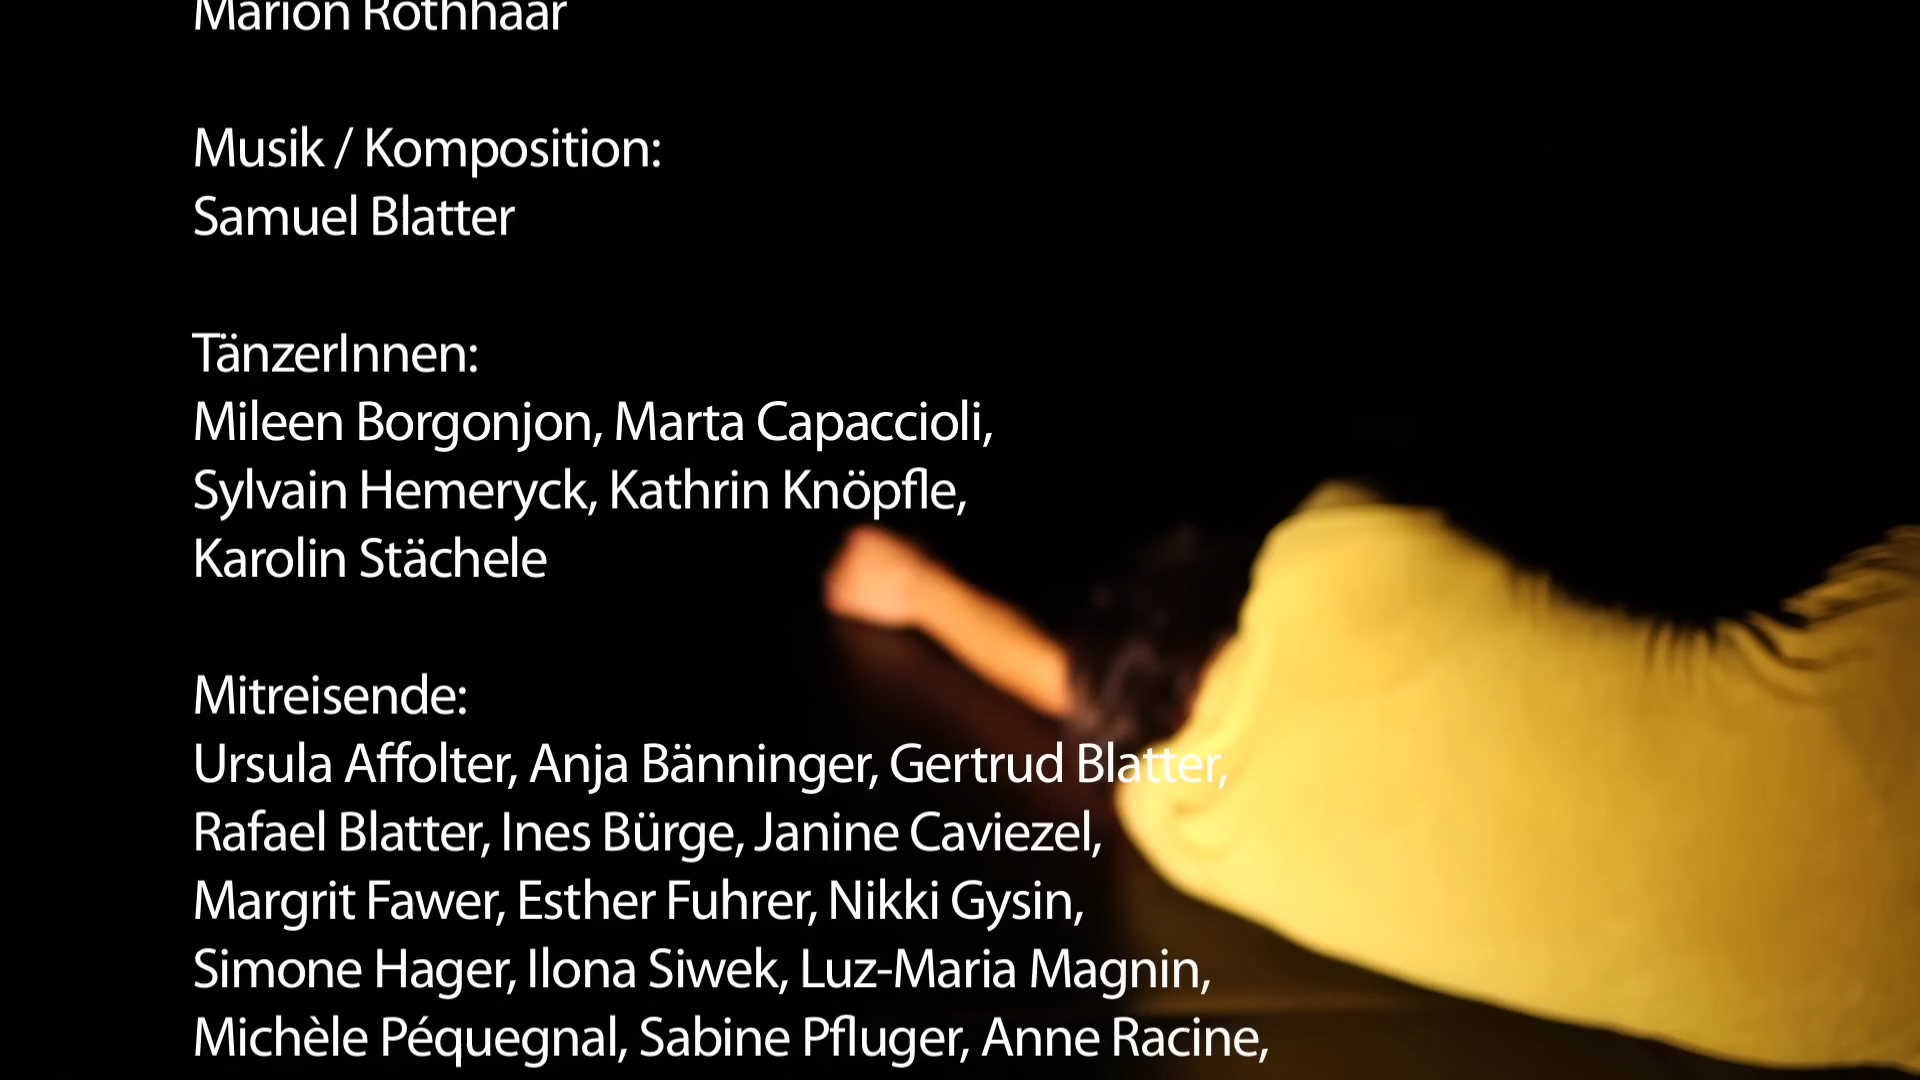 Marion Rothhaar
Musik / Komposition:
Samuel Blatter
TänzerInnen:
Mileen Borgonjon, Marta Capaccioli,
Sylvain Hemeryck, Kathrin Knöpfle,
Karolin Stächele
Mitreisende:
Ursula Affolter, Anja Bänninger, Gertrud Blatter,
Rafael Blatter, Ines Bürge, Janine Caviezel,
Margrit Fawer, Esther Fuhrer, Nikki Gysin,
Simone Hager, Ilona Siwek, Luz-Maria Magnin,
Michèle Péquegnal, Sabine Pfluger, Anne Racine,